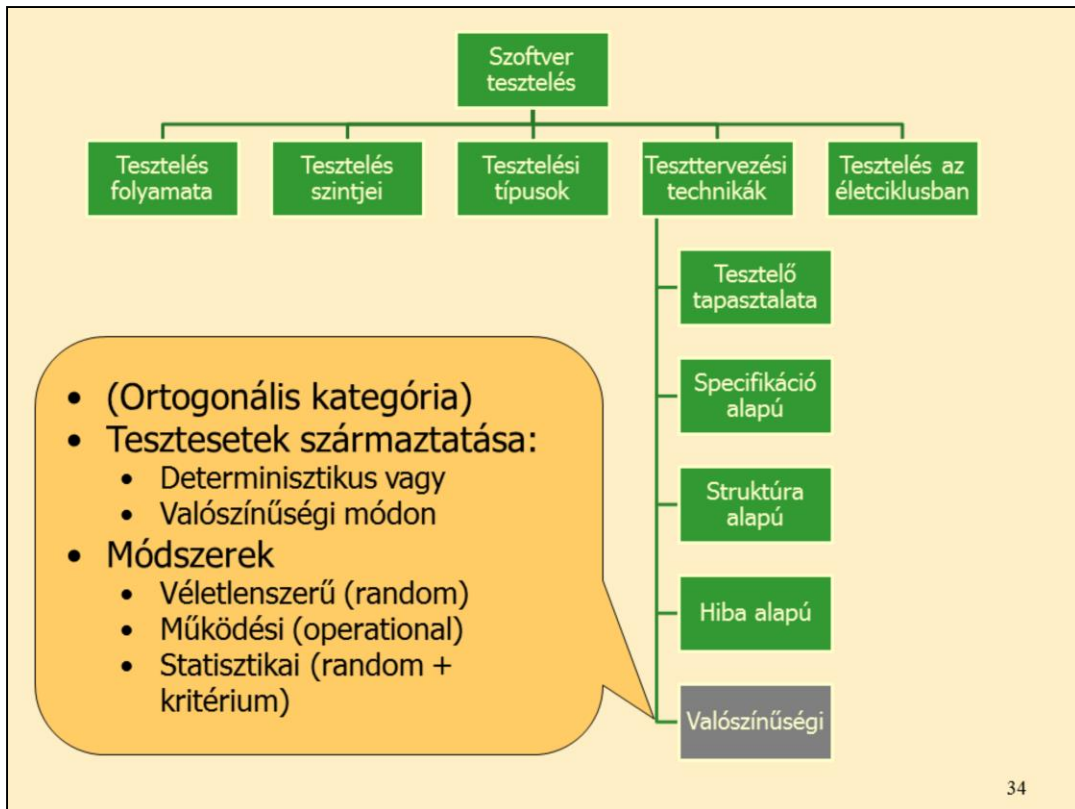 Szoftver
tesztelés
Tesztelés
folyamata
Tesztelés
szintjei
Tesztelési
típusok
Teszttervezési
technikák
Tesztelés az
életciklusban
Tesztelő
tapasztalata
Specifikáció
alapú
Struktúra
alapú
Hiba alapú
Valószínűségi
• (Ortogonális kategória)
• Tesztesetek származtatása:
• Determinisztikus vagy
• Valószínűségi módon
• Módszerek
• Véletlenszerű (random)
• Működési (operational)
• Statisztikai (random +
kritérium)
34